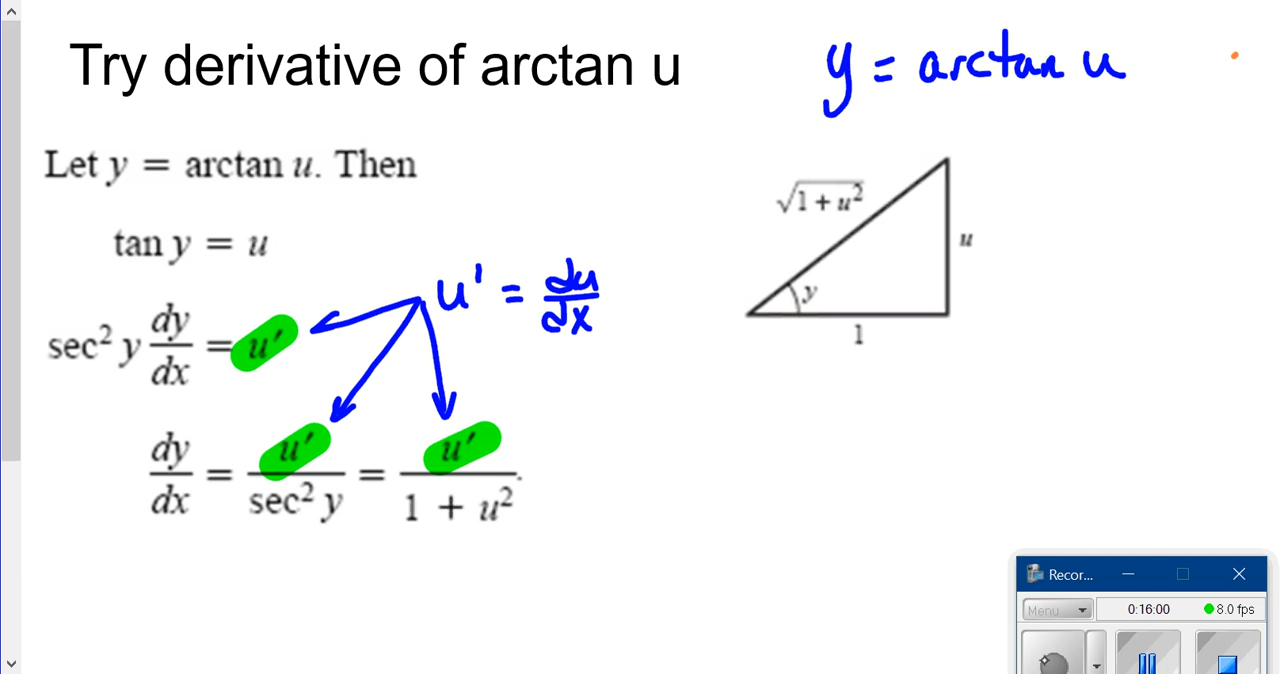 Try derivative of arctan u
y = arctan u
Let y = arctan u. Then
tan y = u
u' = du/dx
sec² y dy/dx = u'
dy/dx = u'/sec² y = u'/1 + u².
√1 + u²
u
y
1
Recor...
Menu 0:16:00 8.0 fps